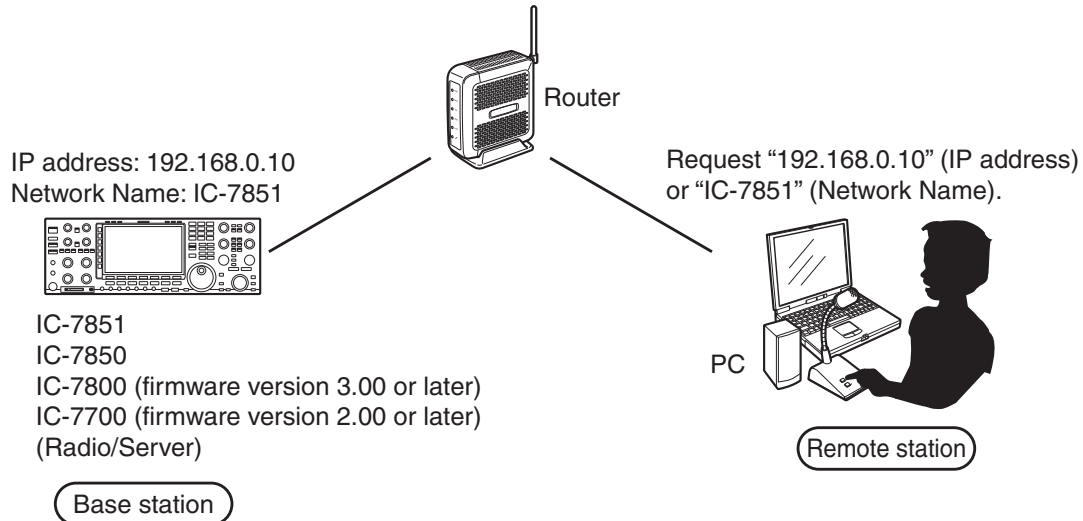 Router
IP address: 192.168.0.10
Network Name: IC-7851
Request “192.168.0.10” (IP address)
or “IC-7851” (Network Name).
IC-7851
IC-7850
IC-7800 (firmware version 3.00 or later)
IC-7700 (firmware version 2.00 or later)
(Radio/Server)
Base station
PC
Remote station